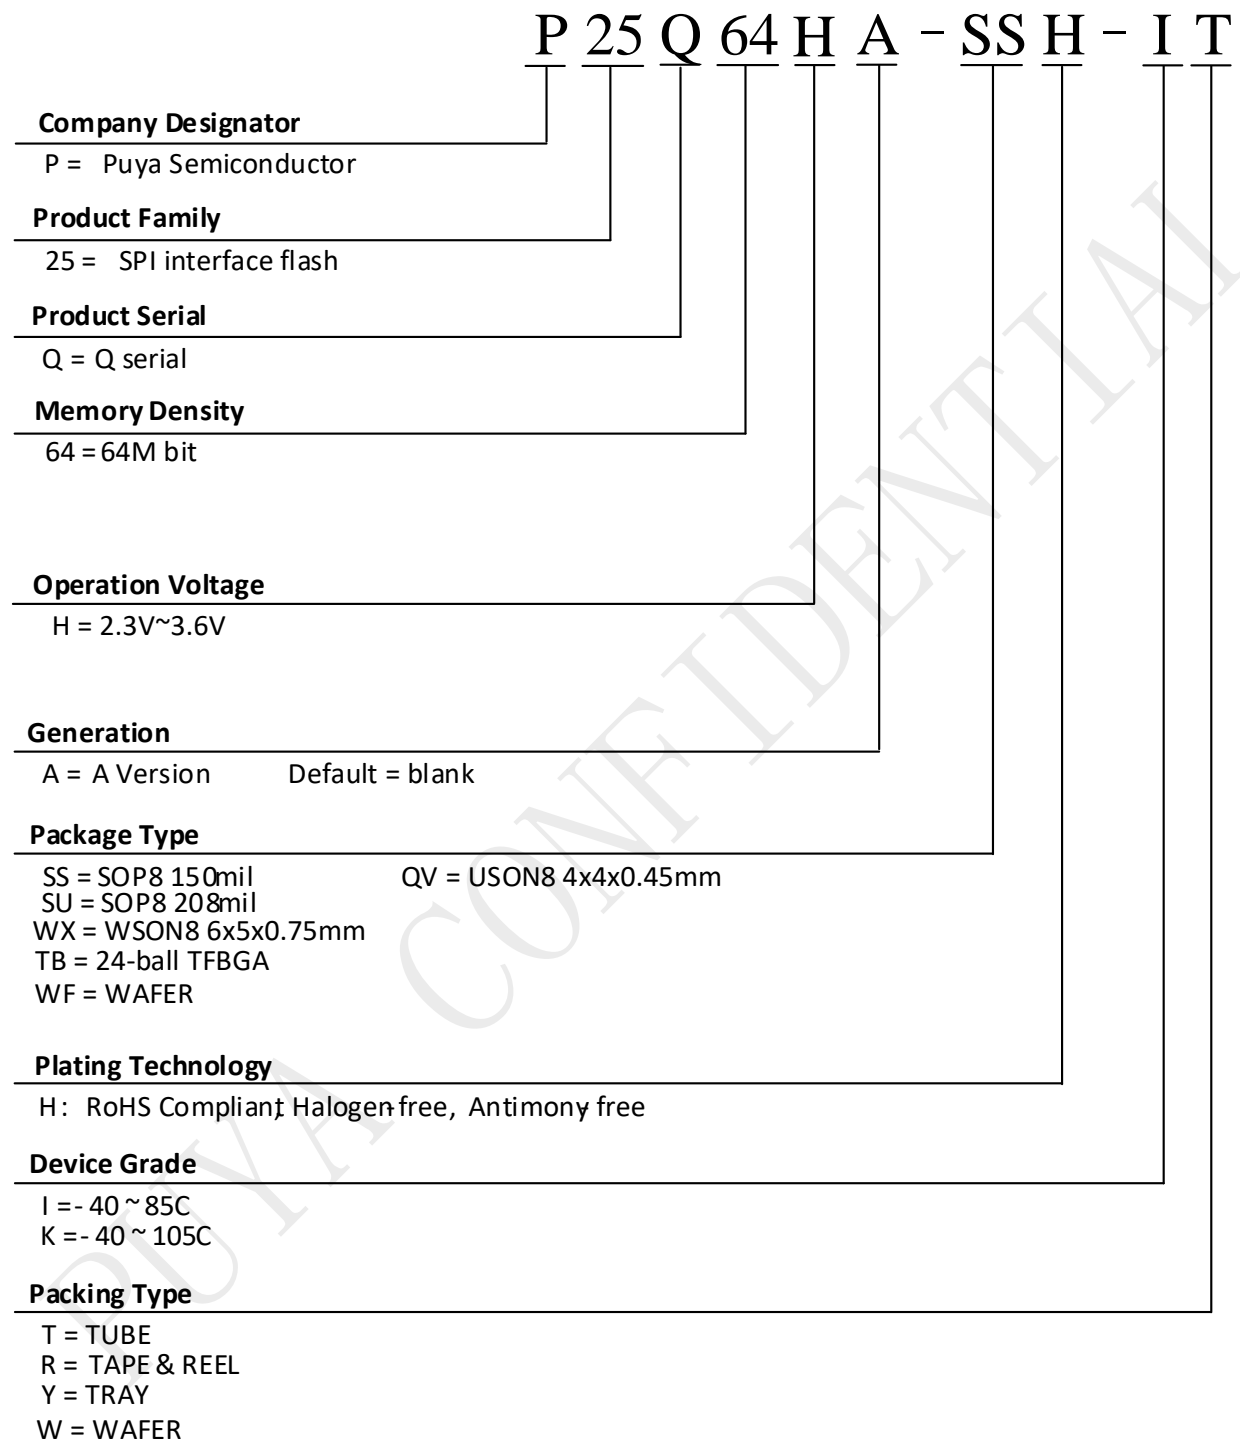 P 25 Q 64 H A - SS H - I T
Company Designator
P = Puya Semiconductor
Product Family
25 = SPI interface flash
Product Serial
Q = Q serial
Memory Density
64 = 64M bit
Operation Voltage
H = 2.3V~3.6V
Generation
A = A Version Default = blank
Package Type
SS = SOP8 150mil QV = USON8 4x4x0.45mm
SU = SOP8 208mil
WX = WSON8 6x5x0.75mm
TB = 24-ball TFBGA
WF = WAFER
Plating Technology
H: RoHS Compliant, Halogen-free, Antimony-free
Device Grade
I = - 40 ~ 85C
K = - 40 ~ 105C
Packing Type
T = TUBE
R = TAPE & REEL
Y = TRAY
W = WAFER
PUYA CONFIDENTIAL